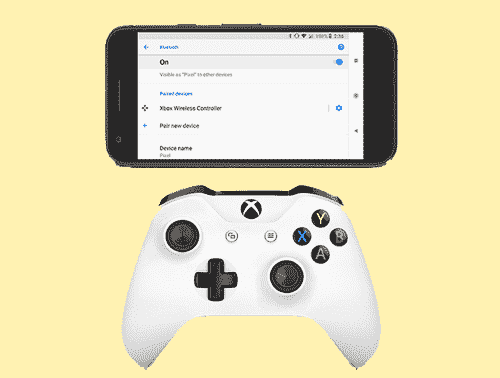 100% 2:36
Bluetooth
On
Visible as "Pixel" to other devices
Paired devices
Xbox Wireless Controller
Pair new device
Device name
Pixel
Y
X B
A